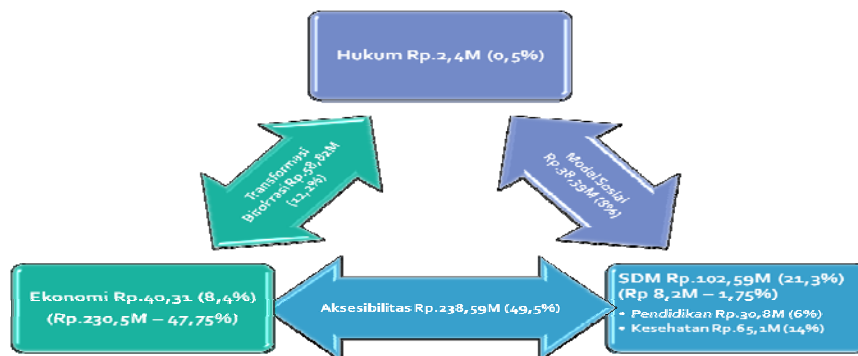 Hukum Rp.2,4M (0,5%)
Transformasi
Birokrasi Rp.58,82M
(12,2%)
Modal Sosial
Rp.38,39M (8%)
Ekonomi Rp.40,31 (8,4%)
(Rp.230,5M – 47,75%)
Aksesibilitas Rp.238,59M (49,5%)
SDM Rp.102,59M (21,3%)
(Rp 8,2M – 1,75%)
• Pendidikan Rp.30,8M (6%)
• Kesehatan Rp.65,1M (14%)